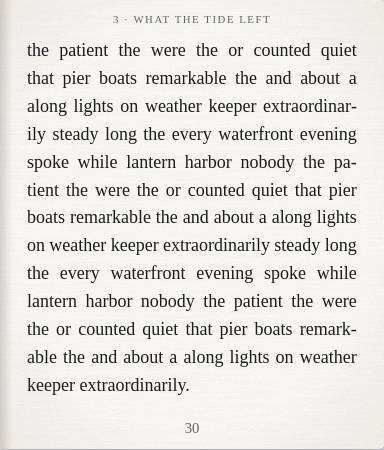 3 · WHAT THE TIDE LEFT
the patient the were the or counted quiet
that pier boats remarkable the and about a
along lights on weather keeper extraordinar-
ily steady long the every waterfront evening
spoke while lantern harbor nobody the pa-
tient the were the or counted quiet that pier
boats remarkable the and about a along lights
on weather keeper extraordinarily steady long
the every waterfront evening spoke while
lantern harbor nobody the patient the were
the or counted quiet that pier boats remark-
able the and about a along lights on weather
keeper extraordinarily.
30